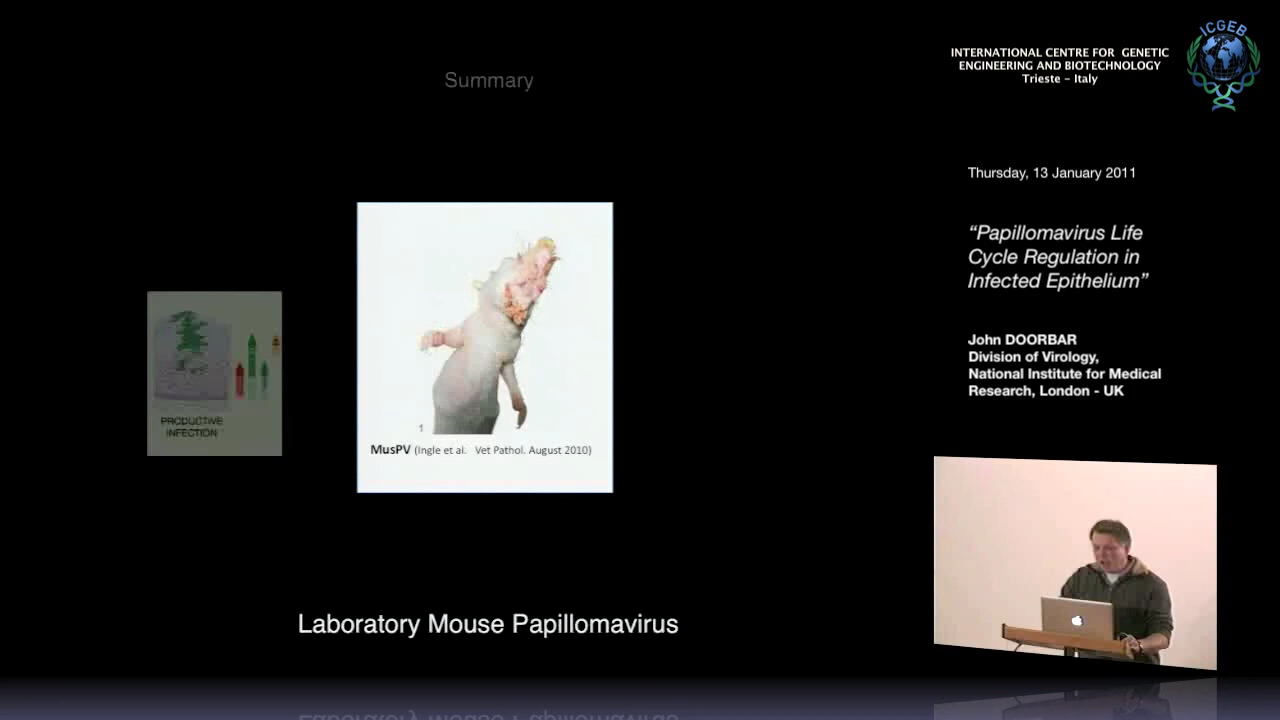 Summary
PRODUCTIVE
INFECTION
1
MusPV (Ingle et al. Vet Pathol. August 2010)
Laboratory Mouse Papillomavirus
INTERNATIONAL CENTRE FOR GENETIC
ENGINEERING AND BIOTECHNOLOGY
Trieste – Italy
ICGEB
Thursday, 13 January 2011
“Papillomavirus Life
Cycle Regulation in
Infected Epithelium”
John DOORBAR
Division of Virology,
National Institute for Medical
Research, London - UK